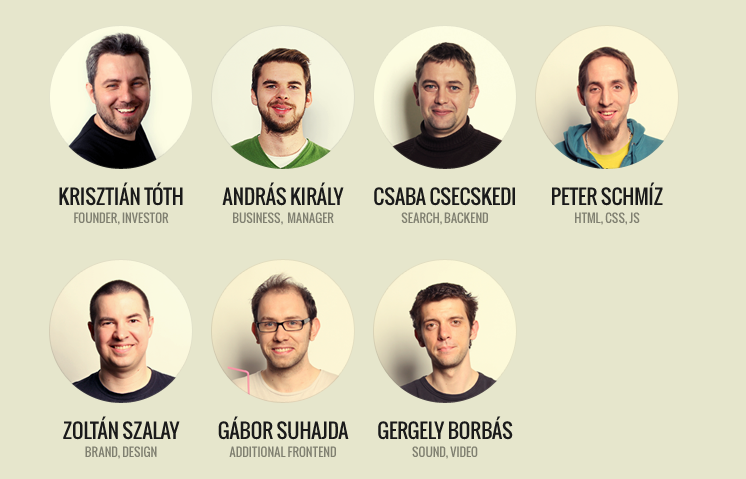 KRISZTIÁN TÓTH
FOUNDER, INVESTOR
ANDRÁS KIRÁLY
BUSINESS, MANAGER
CSABA CSECSKEDI
SEARCH, BACKEND
PETER SCHMÍZ
HTML, CSS, JS
ZOLTÁN SZALAY
BRAND, DESIGN
GÁBOR SUHAJDA
ADDITIONAL FRONTEND
GERGELY BORBÁS
SOUND, VIDEO